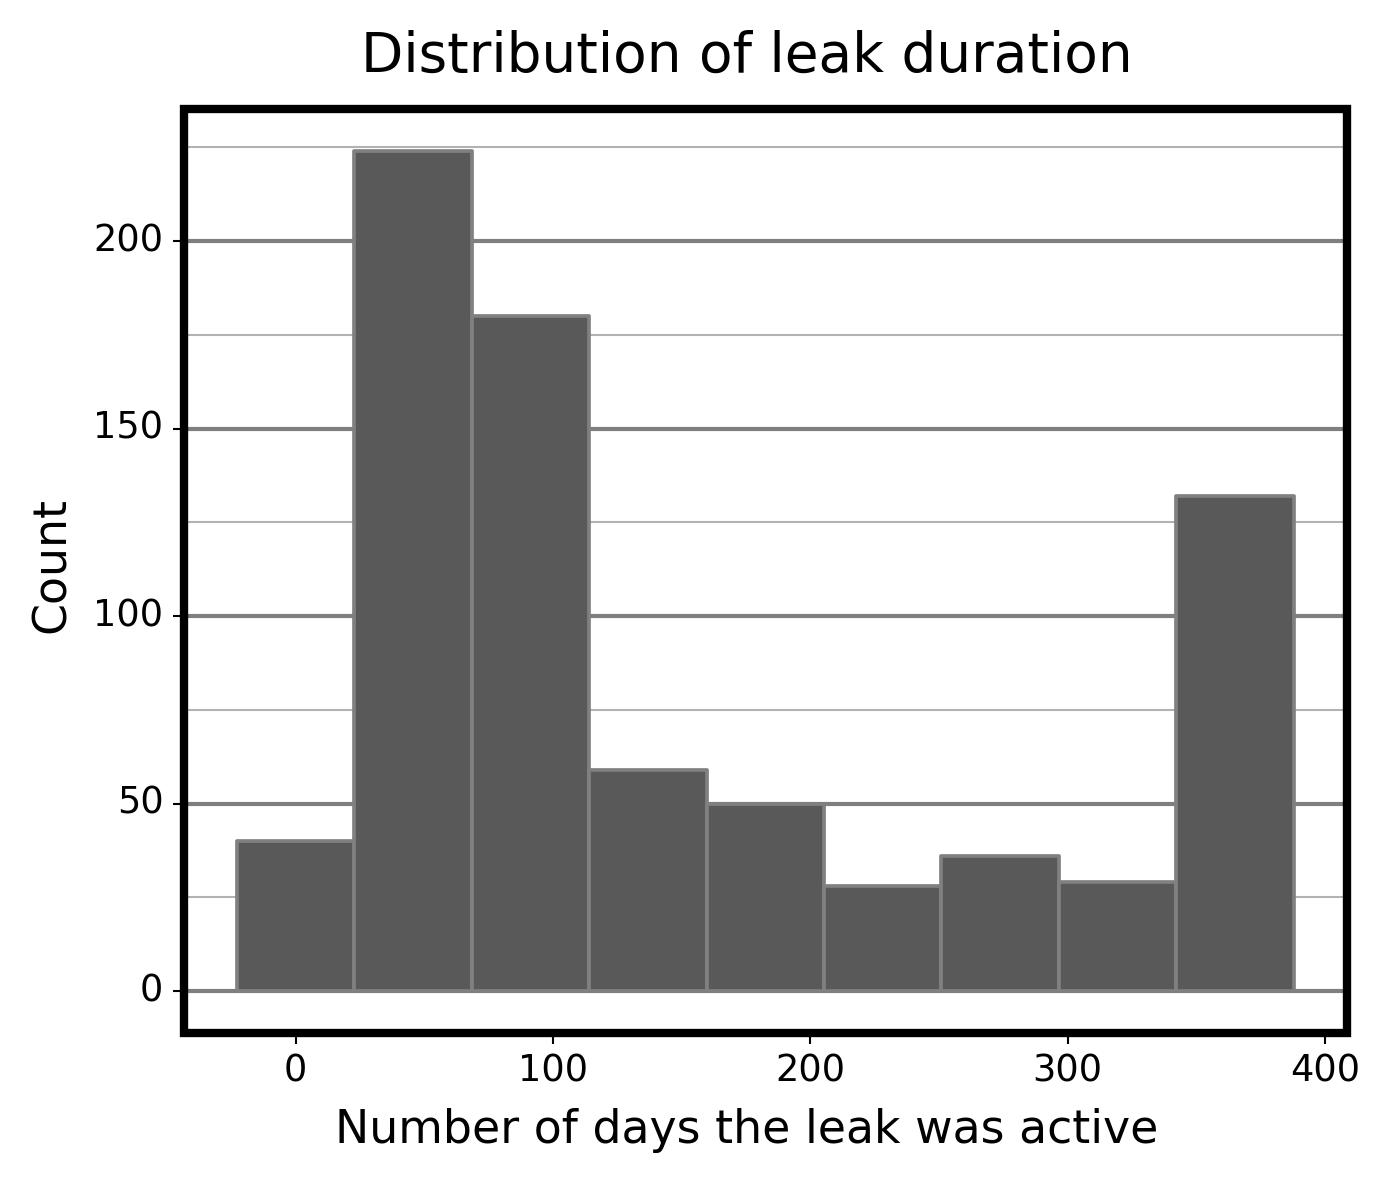 Distribution of leak duration
Count
200
150
100
50
0
0 100 200 300 400
Number of days the leak was active